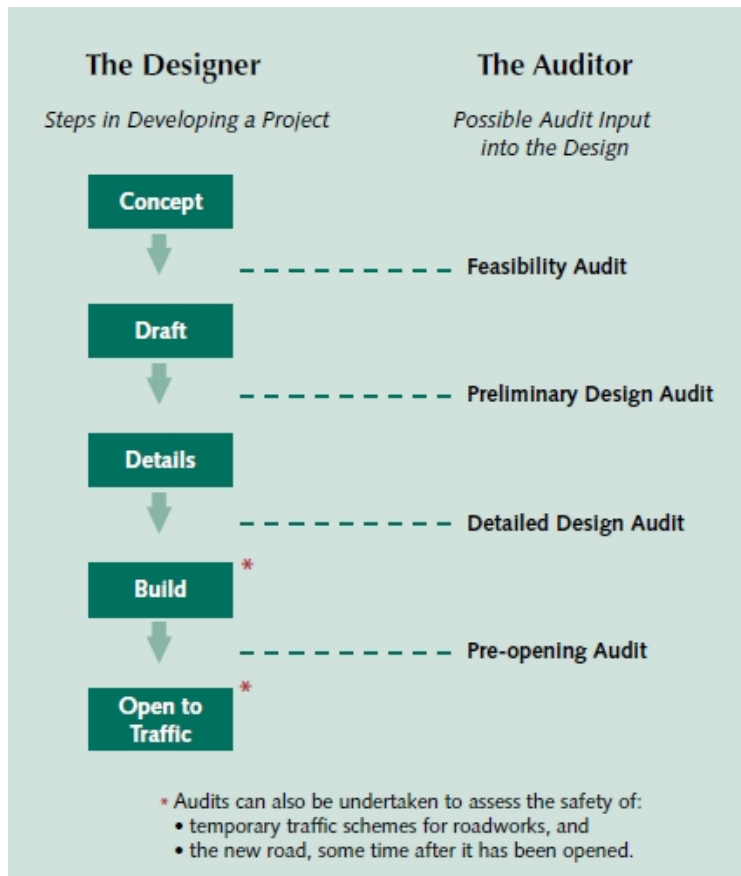 The Designer
Steps in Developing a Project
The Auditor
Possible Audit Input
into the Design
Concept
Feasibility Audit
Draft
Preliminary Design Audit
Details
Detailed Design Audit
Build *
Pre-opening Audit
Open to *
Traffic
* Audits can also be undertaken to assess the safety of:
• temporary traffic schemes for roadworks, and
• the new road, some time after it has been opened.